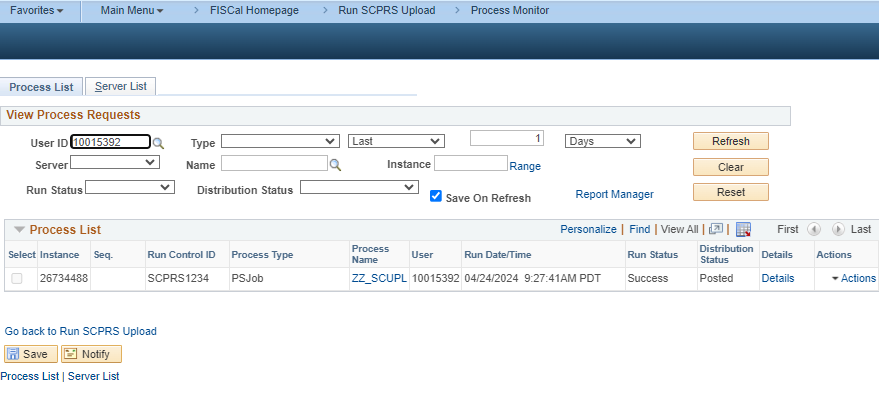 Favorites Main Menu > FISCal Homepage > Run SCPRS Upload > Process Monitor
Process List Server List
View Process Requests
User ID 10015392 Type Last 1 Days Refresh
Server Name Instance Range Clear
Run Status Distribution Status Save On Refresh Report Manager Reset
Process List Personalize | Find | View All | | First Last
Select Instance Seq. Run Control ID Process Type Process Name User Run Date/Time Run Status Distribution Status Details Actions
26734488 SCPRS1234 PSJob ZZ_SCUPL 10015392 04/24/2024 9:27:41AM PDT Success Posted Details Actions
Go back to Run SCPRS Upload
Save Notify
Process List | Server List